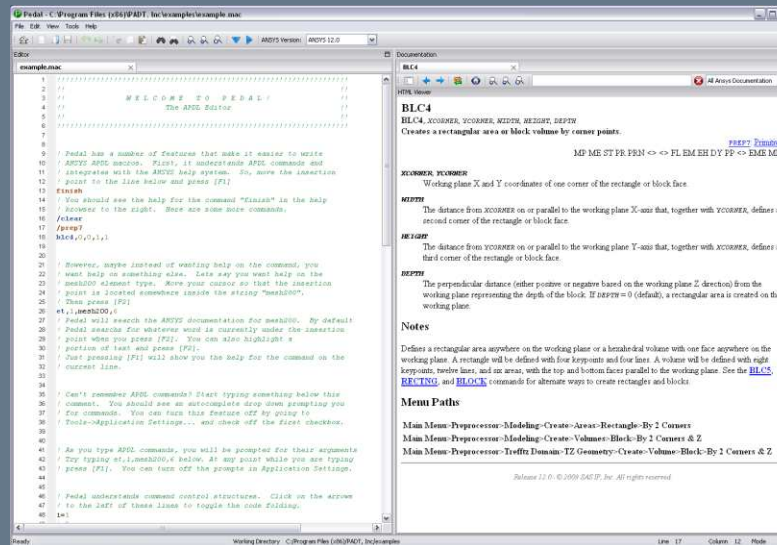 Pedal - C:\Program Files (x86)\PADT, Inc\examples\example.mac
File Edit View Tools Help
ANSYS Version: ANSYS 12.0
Editor
example.mac
1
2
3 !! W E L C O M E T O P E D A L ! !!
4 !! The APDL Editor !!
5 !! !!
6
7
8
9 ! Pedal has a number of features that make it easier to write
10 ! ANSYS APDL macros. First, it understands APDL commands and
11 ! integrates with the ANSYS help system. So, move the insertion
12 ! point to the line below and press [F1]
13 finish
14 ! You should see the help for the command "finish" in the help
15 ! browser to the right. Here are some more commands.
16 /clear
17 /prep7
18 blc4,0,0,1,1
19
20
21 ! However, maybe instead of wanting help on the command, you
22 ! want help on something else. Lets say you want help on the
23 ! mesh200 element type. Move your cursor so that the insertion
24 ! point is located somewhere inside the string "mesh200".
25 ! Then press [F2]
26 et,1,mesh200,6
27 ! Pedal will search the ANSYS documentation for mesh200. By default
28 ! Pedal searchs for whatever word is currently under the insertion
29 ! point when you press [F2]. You can also highlight a
30 ! portion of text and press [F2].
31 ! Just pressing [F1] will show you the help for the command on the
32 ! current line.
33
34
35 ! Can't remember APDL commands? Start typing something below this
36 ! comment. You should see an autocomplete drop down prompting you
37 ! for commands. You can turn this feature off by going to
38 ! Tools->Application Settings... and check off the first checkbox.
39
40
41 ! As you type APDL commands, you will be prompted for their arguments
42 ! Try typing et,1,mesh200,6 below. At any point while you are typing
43 ! press [F1]. You can turn off the prompts in Application Settings.
44
45
46 ! Pedal understands command control structures. Click on the arrows
47 ! to the left of these lines to toggle the code folding.
48 i=1
Documentation
BLC4
All Ansys Documentation
HTML Viewer
BLC4
BLC4, XCORNER, YCORNER, WIDTH, HEIGHT, DEPTH
Creates a rectangular area or block volume by corner points.
PREP7: Primitiv
MP ME ST PR PRN <> <> FL EM EH DY PP <> EME MF
XCORNER, YCORNER
Working plane X and Y coordinates of one corner of the rectangle or block face.
WIDTH
The distance from XCORNER on or parallel to the working plane X-axis that, together with YCORNER, defines a
second corner of the rectangle or block face.
HEIGHT
The distance from YCORNER on or parallel to the working plane Y-axis that, together with XCORNER, defines a
third corner of the rectangle or block face.
DEPTH
The perpendicular distance (either positive or negative based on the working plane Z direction) from the
working plane representing the depth of the block. If DEPTH = 0 (default), a rectangular area is created on the
working plane.
Notes
Defines a rectangular area anywhere on the working plane or a hexahedral volume with one face anywhere on the
working plane. A rectangle will be defined with four keypoints and four lines. A volume will be defined with eight
keypoints, twelve lines, and six areas, with the top and bottom faces parallel to the working plane. See the BLC5,
RECTNG, and BLOCK commands for alternate ways to create rectangles and blocks.
Menu Paths
Main Menu>Preprocessor>Modeling>Create>Areas>Rectangle>By 2 Corners
Main Menu>Preprocessor>Modeling>Create>Volumes>Block>By 2 Corners & Z
Main Menu>Preprocessor>Trefftz Domain>TZ Geometry>Create>Volume>Block>By 2 Corners & Z
Release 12.0 - © 2009 SAS IP, Inc. All rights reserved.
Ready
Working Directory C:/Program Files (x86)/PADT, Inc/examples
Line 17 Column 12 Mode